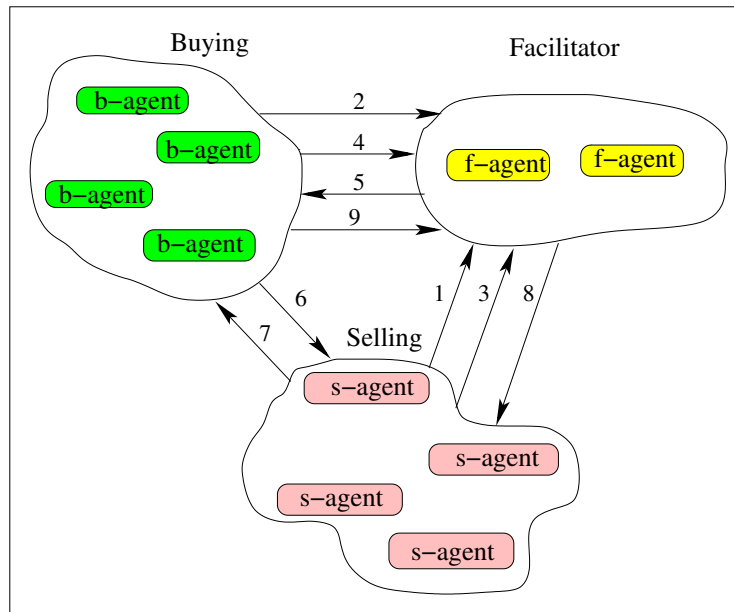 Buying
Facilitator
b-agent
b-agent
b-agent
b-agent
2
4
5
9
f-agent
f-agent
6
7
1
3
8
Selling
s-agent
s-agent
s-agent
s-agent